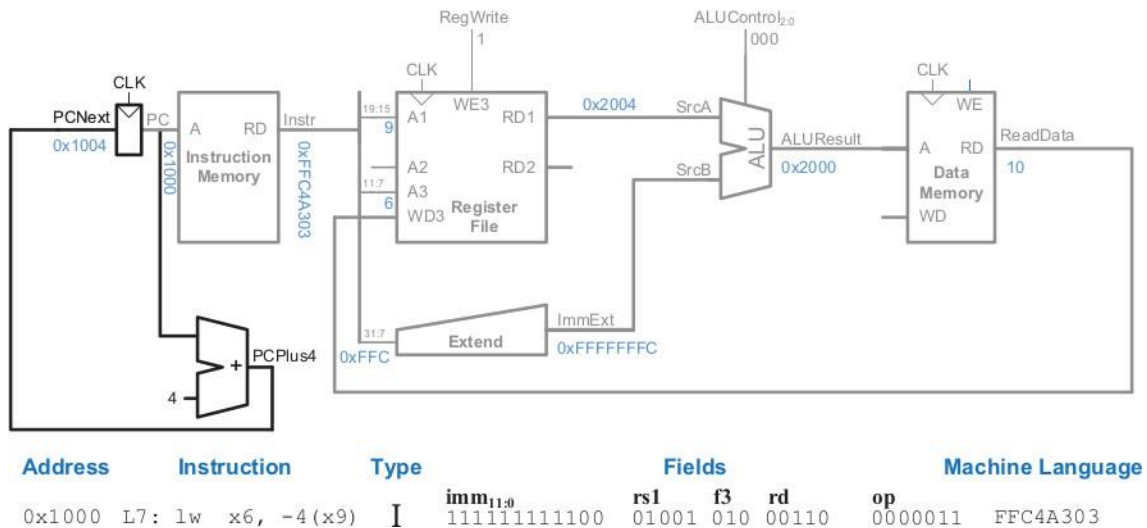 RegWrite ALUControl2:0
1 000
CLK CLK CLK
PCNext PC A RD Instr 19:15 A1 WE3 RD1 0x2004 SrcA WE
0x1004 9
0x1000 Instruction Memory 0xFFC4A303 A2 RD2 SrcB ALU ALUResult A RD ReadData
0x2000 Data Memory 10
11:7 A3
6 WD3 Register File WD
31:7 Extend ImmExt
0xFFC 0xFFFFFFFC
+ PCPlus4
4
Address Instruction Type Fields Machine Language
imm11:0 rs1 f3 rd op
0x1000 L7: lw x6, -4(x9) I 111111111100 01001 010 00110 0000011 FFC4A303